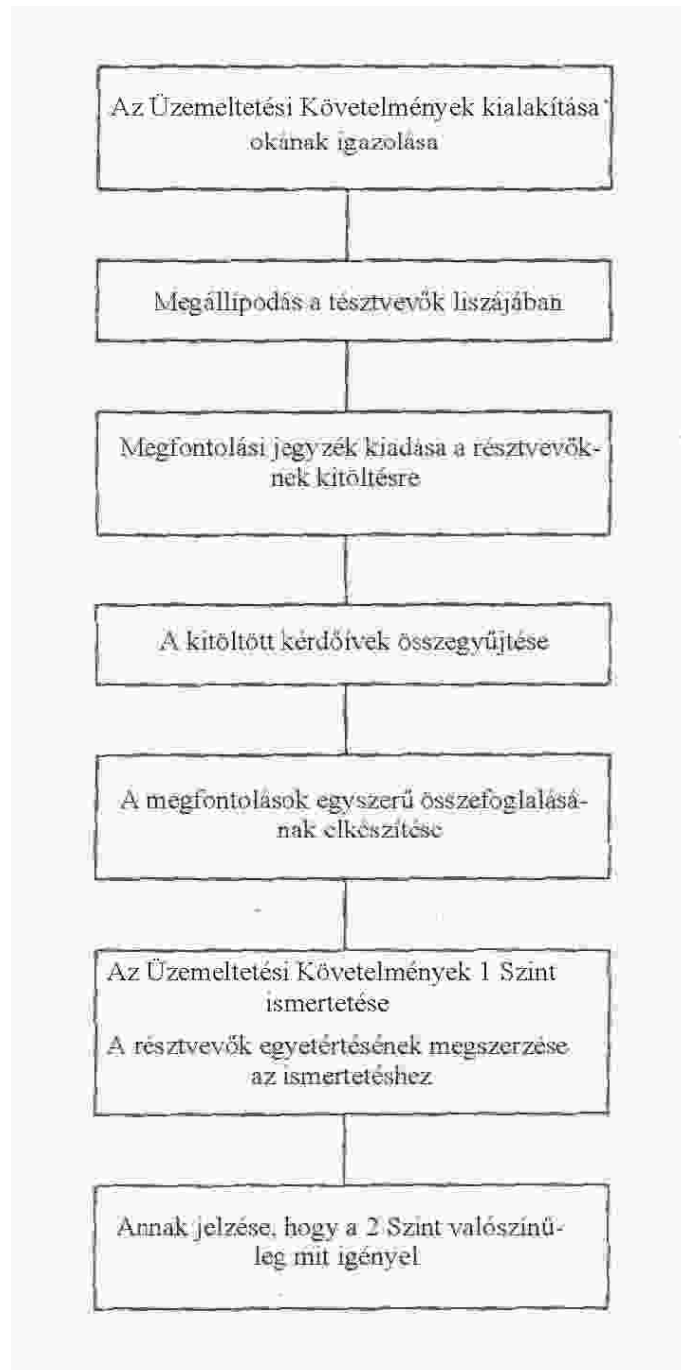 Az Üzemeltetési Követelmények kialakítása
okának igazolása
Megállipodás a tésztvevők liszájában
Megfontolási jegyzék kiadása a résztvevők-
nek kitöltésre
A kitöltött kérdőívek összegyűjtése
A megfontolások egyszerű összefoglalásá-
nak elkészítése
Az Üzemeltetési Követelmények 1 Szint
ismertetése
A résztvevők egyetértésének megszerzése
az ismertetéshez
Annak jelzése, hogy a 2 Szint valószínű-
leg mit igényel